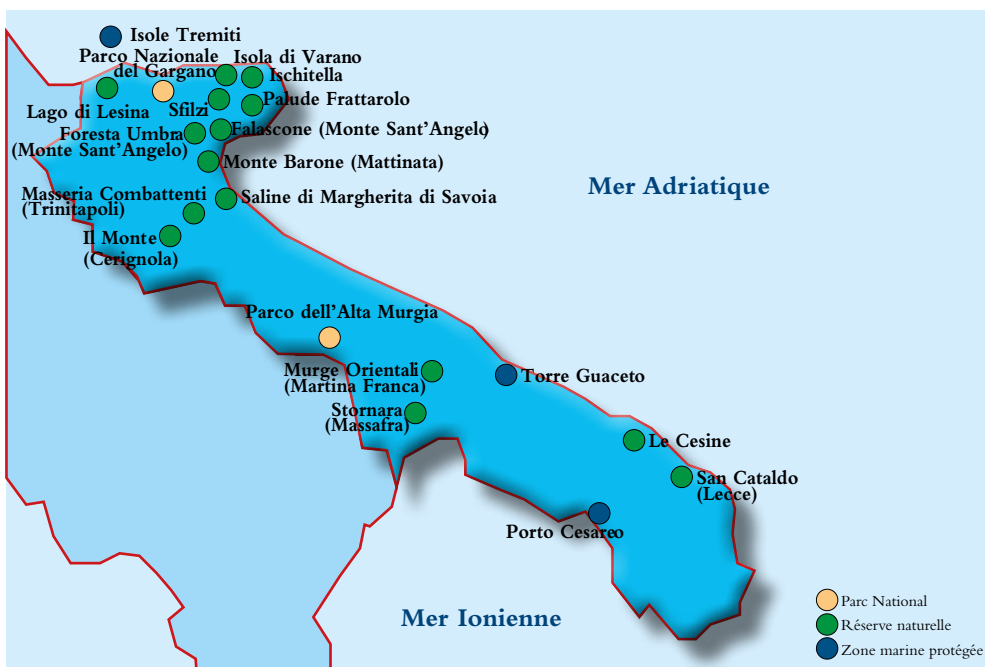 Isole Tremiti
Parco Nazionale
del Gargano
Isola di Varano
Ischitella
Lago di Lesina
Sfilzi
Palude Frattarolo
Foresta Umbra
(Monte Sant'Angelo)
Falascone (Monte Sant'Angelo)
Monte Barone (Mattinata)
Mer Adriatique
Masseria Combattenti
(Trinitapoli)
Saline di Margherita di Savoia
Il Monte
(Cerignola)
Parco dell'Alta Murgia
Murge Orientali
(Martina Franca)
Torre Guaceto
Stornara
(Massafra)
Le Cesine
San Cataldo
(Lecce)
Porto Cesareo
Mer Ionienne
Parc National
Réserve naturelle
Zone marine protégée